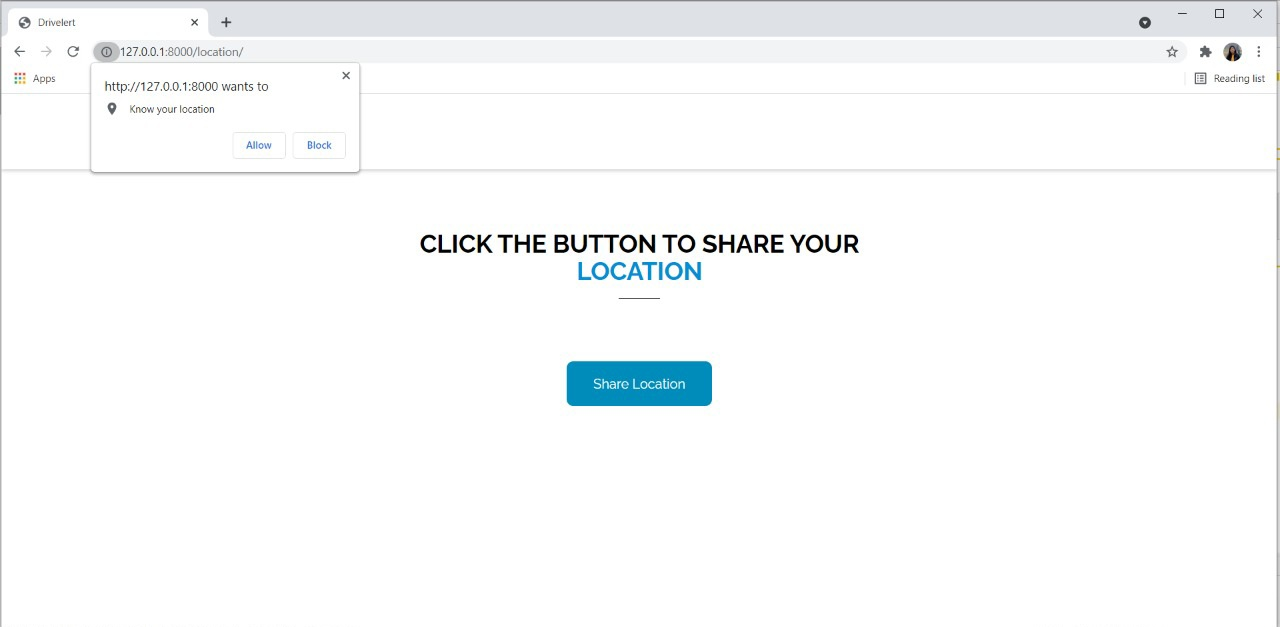 Drivelert
127.0.0.1:8000/location/
Apps
Reading list
http://127.0.0.1:8000 wants to
Know your location
Allow Block
CLICK THE BUTTON TO SHARE YOUR
LOCATION
Share Location